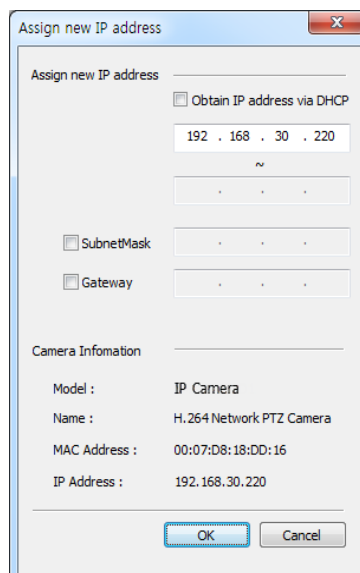 Assign new IP address
Assign new IP address
Obtain IP address via DHCP
192 . 168 . 30 . 220
~
. . .
SubnetMask . . .
Gateway . . .
Camera Infomation
Model : IP Camera
Name : H.264 Network PTZ Camera
MAC Address : 00:07:D8:18:DD:16
IP Address : 192.168.30.220
OK Cancel